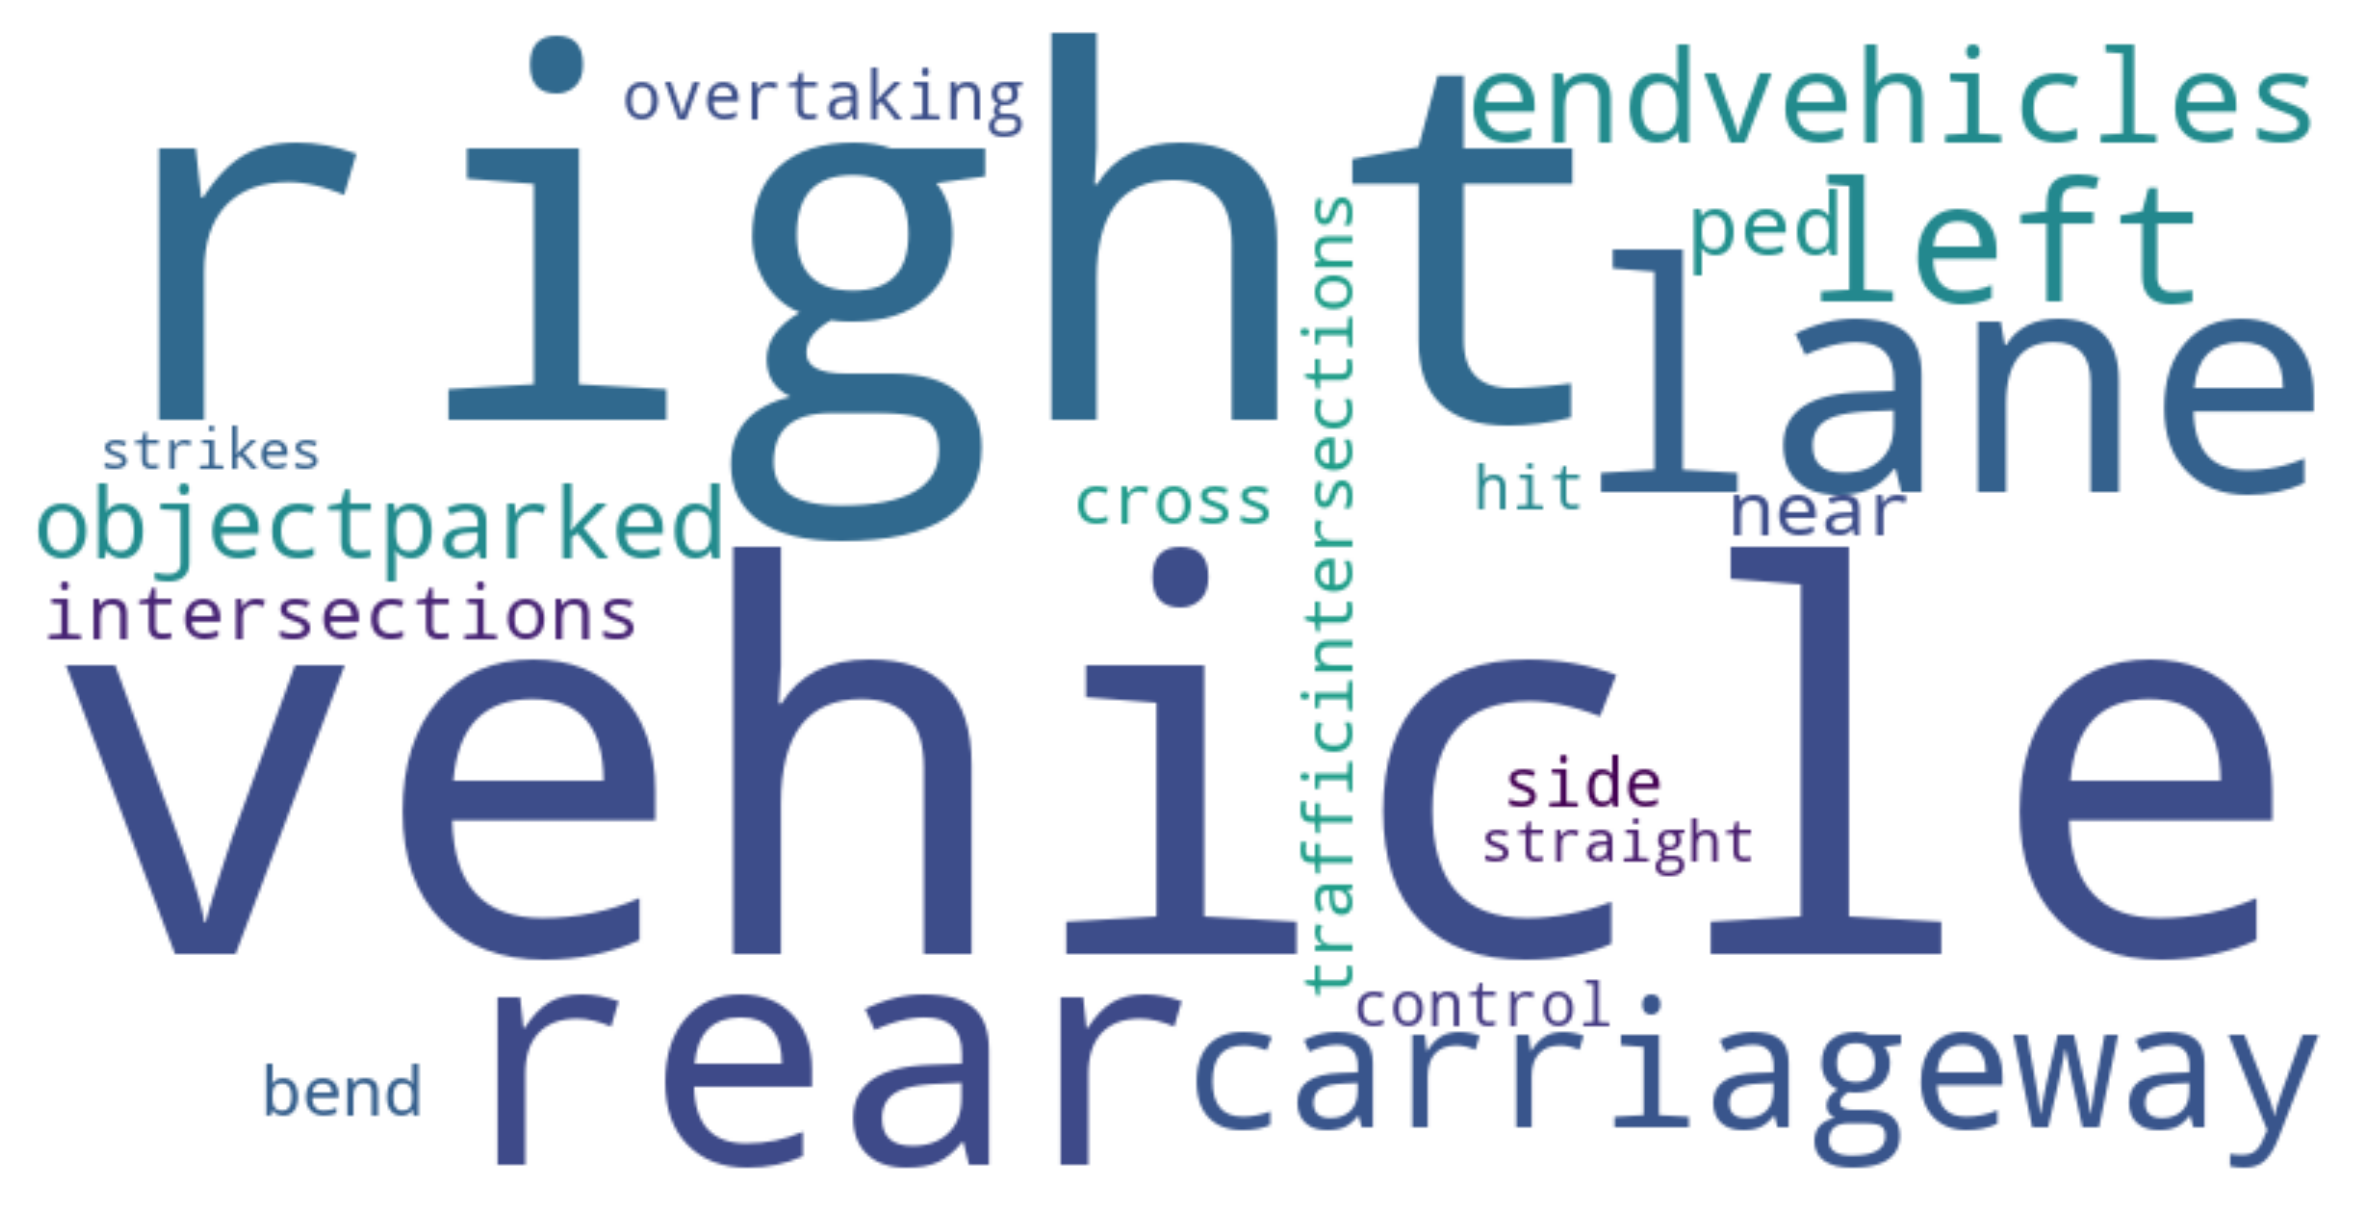 right
overtaking
endvehicles
ped
left
lane
strikes
objectparked
cross
hit
near
trafficintersections
intersections
vehicle
side
straight
control
rear
carriageway
bend